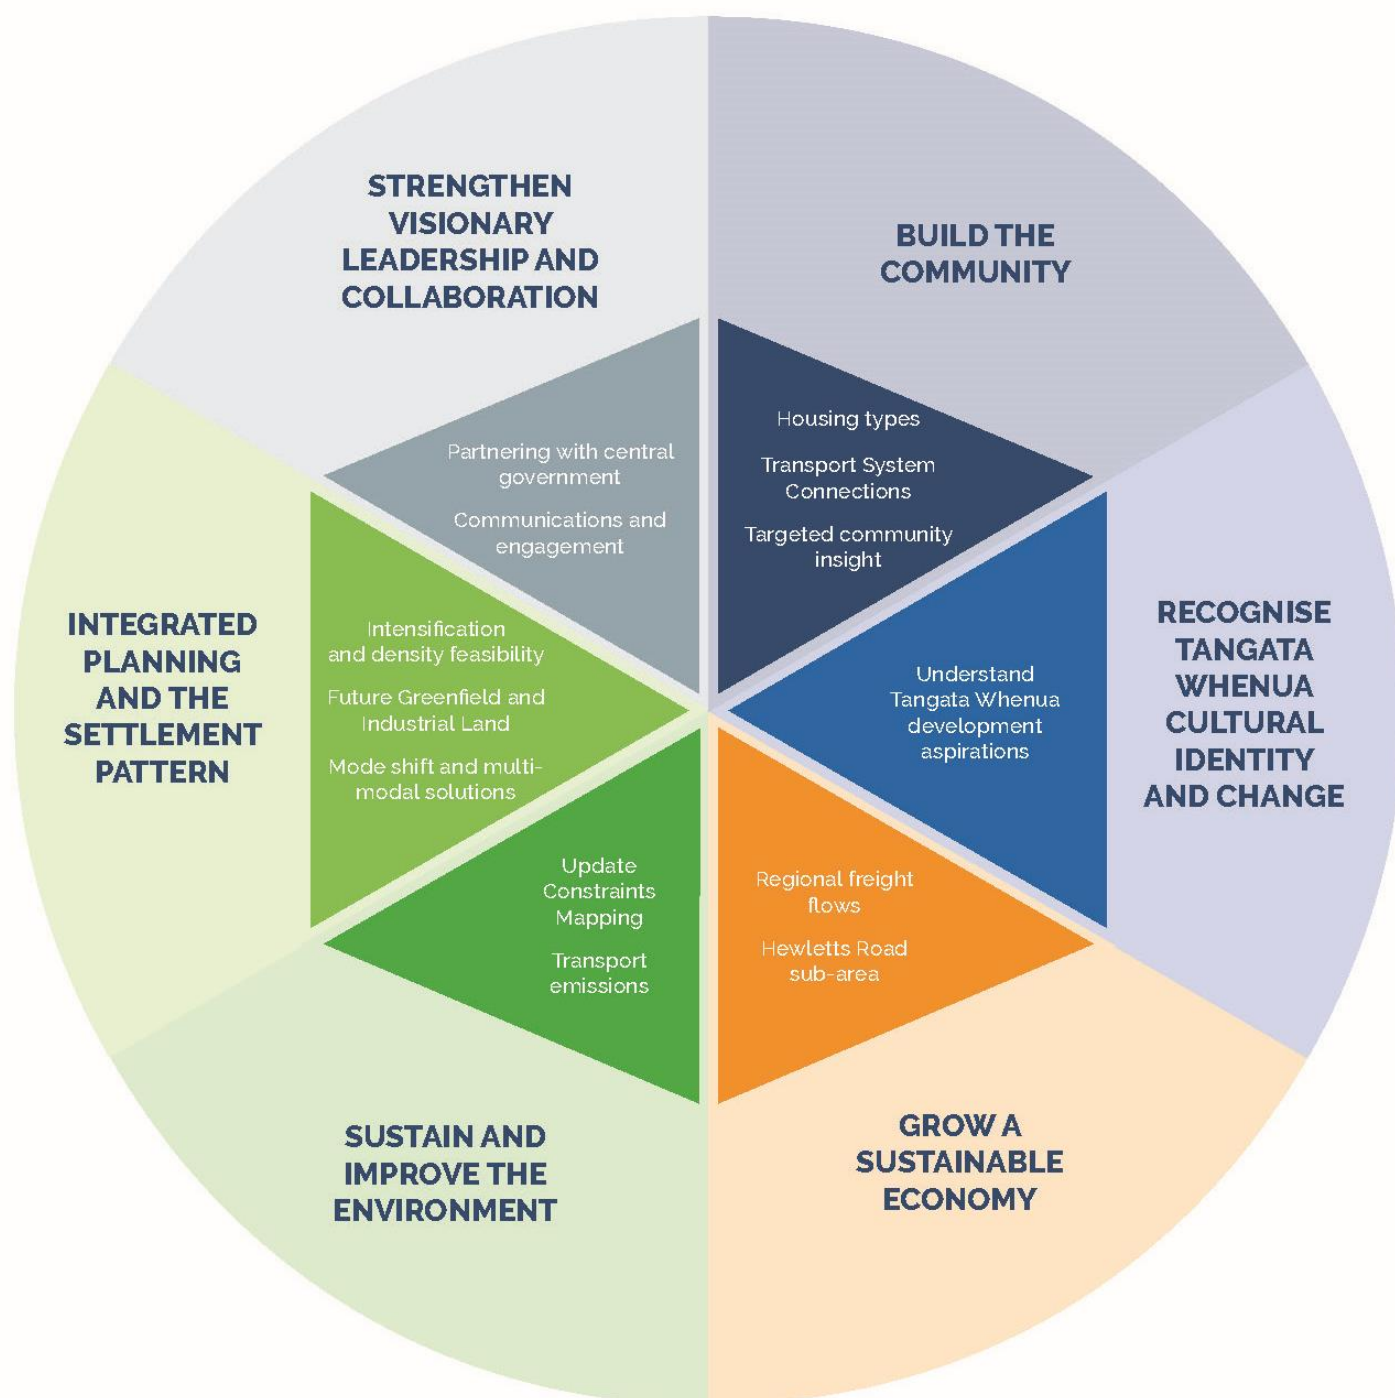 STRENGTHEN
VISIONARY
LEADERSHIP AND
COLLABORATION
Partnering with central
government
Communications and
engagement
BUILD THE
COMMUNITY
Housing types
Transport System
Connections
Targeted community
insight
RECOGNISE
TANGATA
WHENUA
CULTURAL
IDENTITY
AND CHANGE
Understand
Tangata Whenua
development
aspirations
GROW A
SUSTAINABLE
ECONOMY
Regional freight
flows
Hewletts Road
sub-area
SUSTAIN AND
IMPROVE THE
ENVIRONMENT
Update
Constraints
Mapping
Transport
emissions
INTEGRATED
PLANNING
AND THE
SETTLEMENT
PATTERN
Intensification
and density feasibility
Future Greenfield and
Industrial Land
Mode shift and multi-
modal solutions